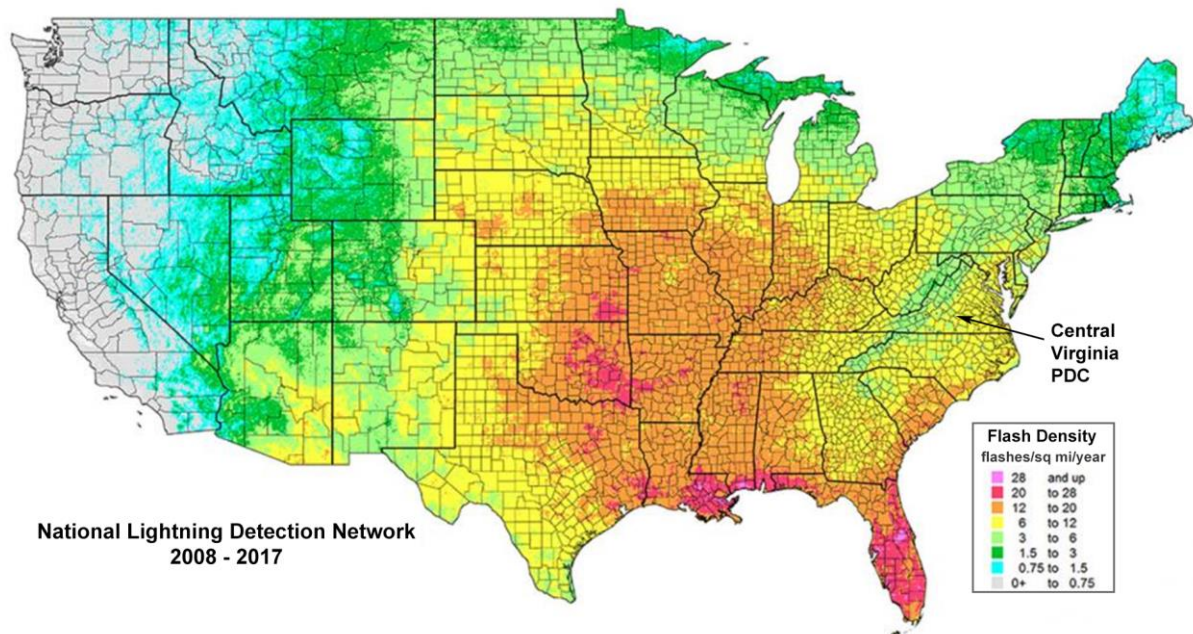 Central
Virginia
PDC
Flash Density
flashes/sq mi/year
28 and up
20 to 28
12 to 20
6 to 12
3 to 6
1.5 to 3
0.75 to 1.5
0+ to 0.75
National Lightning Detection Network
2008 - 2017